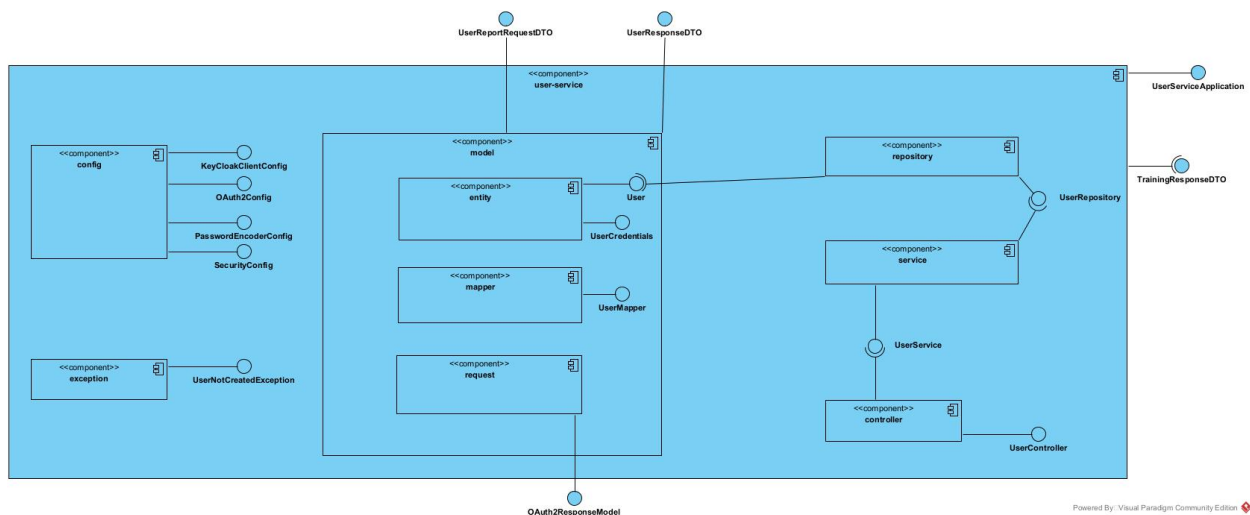 UserReportRequestDTO
UserResponseDTO
<<component>>
user-service
UserServiceApplication
<<component>>
config
KeyCloakClientConfig
OAuth2Config
PasswordEncoderConfig
SecurityConfig
<<component>>
model
<<component>>
entity
User
UserCredentials
<<component>>
mapper
UserMapper
<<component>>
request
<<component>>
repository
UserRepository
TrainingResponseDTO
<<component>>
service
UserService
<<component>>
controller
UserController
<<component>>
exception
UserNotCreatedException
OAuth2ResponseModel
Powered By Visual Paradigm Community Edition